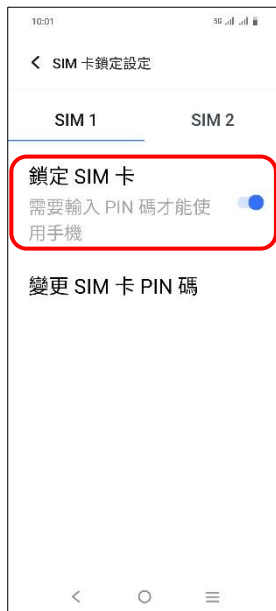 10:01 5G
SIM 卡鎖定設定
SIM 1 SIM 2
鎖定 SIM 卡
需要輸入 PIN 碼才能使
用手機
變更 SIM 卡 PIN 碼